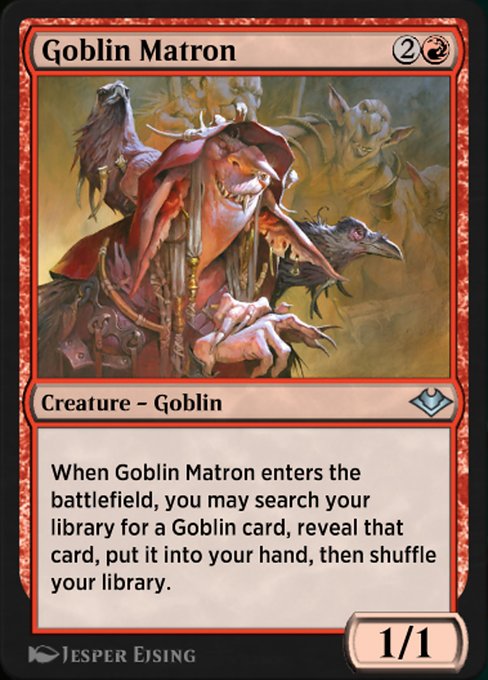 Goblin Matron 2
Creature – Goblin
When Goblin Matron enters the
battlefield, you may search your
library for a Goblin card, reveal that
card, put it into your hand, then shuffle
your library.
1/1
Jesper Ejsing